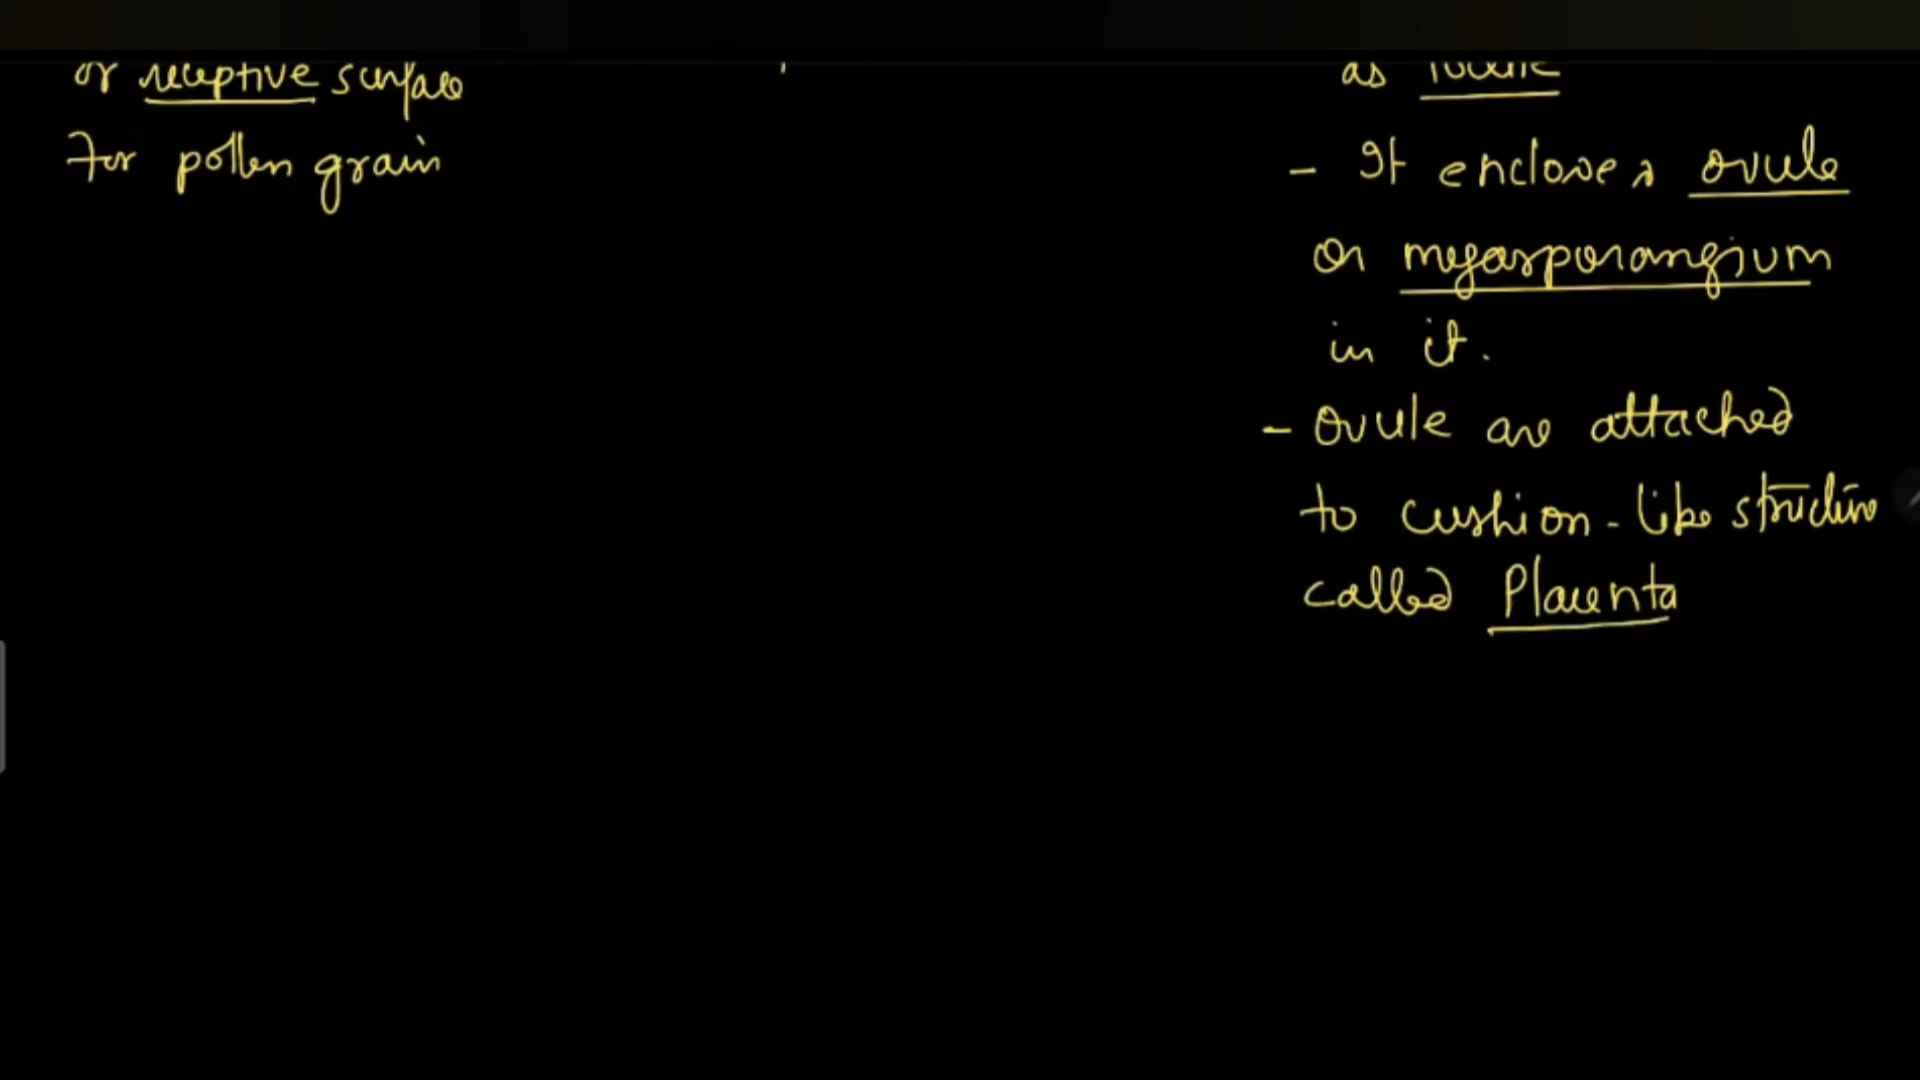 or receptive surface
For pollen grain
as locule
- It encloses ovule
or megasporangium
in it.
- Ovule are attached
to cushion-like structure
called Placenta